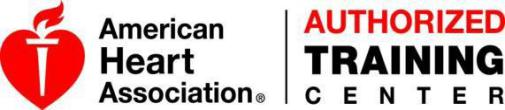 American
Heart
Association®
AUTHORIZED
TRAINING
CENTER